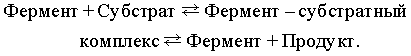 Фермент + Субстрат ⇄ Фермент – субстратный
комплекс ⇄ Фермент + Продукт.